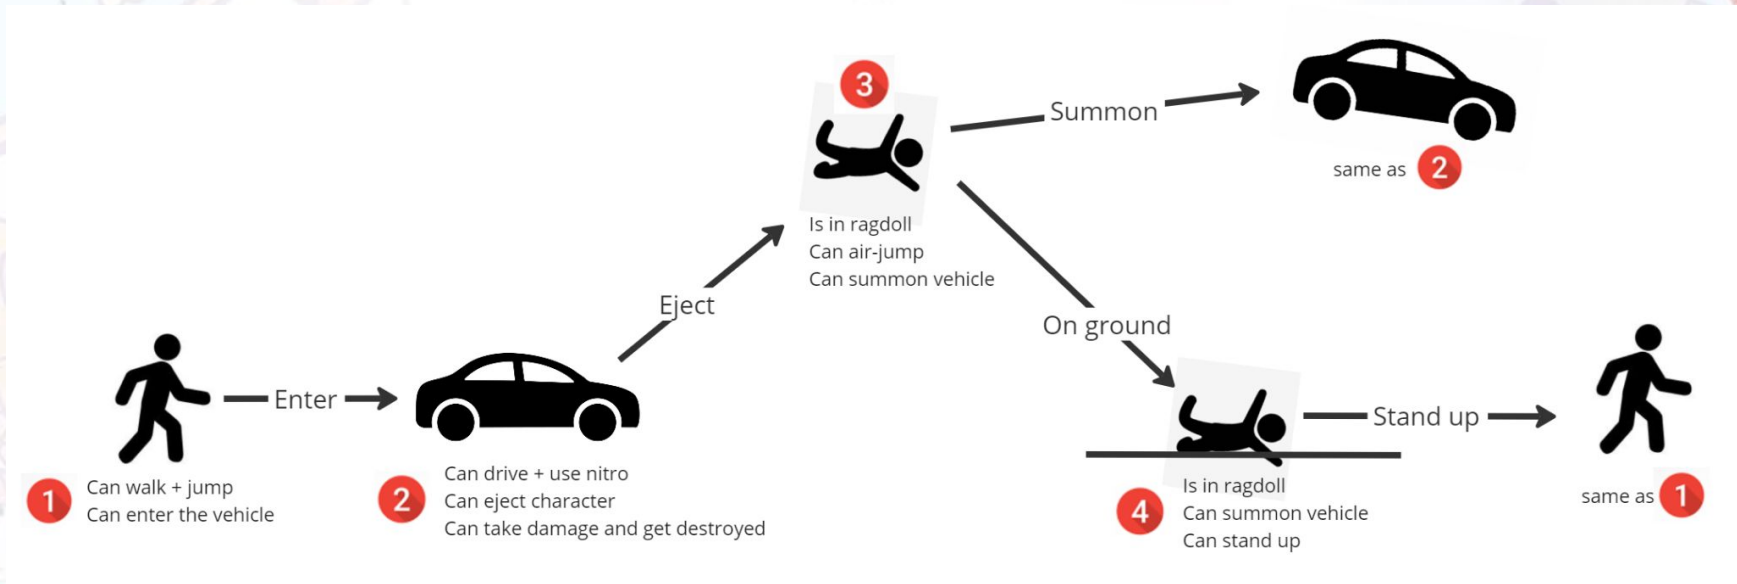 1
Can walk + jump
Can enter the vehicle
Enter
2
Can drive + use nitro
Can eject character
Can take damage and get destroyed
Eject
3
Is in ragdoll
Can air-jump
Can summon vehicle
Summon
same as 2
On ground
4
Is in ragdoll
Can summon vehicle
Can stand up
Stand up
same as 1